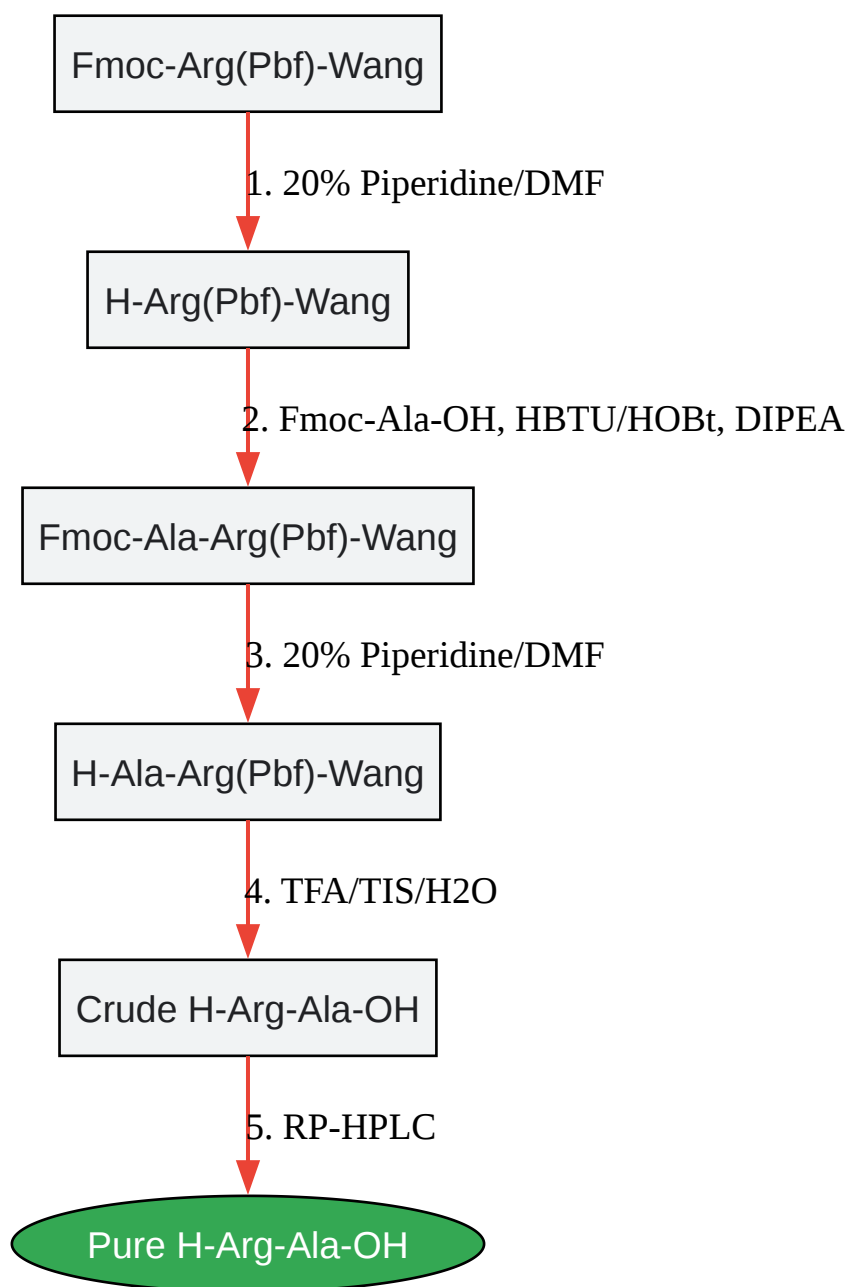 Fmoc-Arg(Pbf)-Wang
1. 20% Piperidine/DMF
H-Arg(Pbf)-Wang
2. Fmoc-Ala-OH, HBTU/HOBt, DIPEA
Fmoc-Ala-Arg(Pbf)-Wang
3. 20% Piperidine/DMF
H-Ala-Arg(Pbf)-Wang
4. TFA/TIS/H2O
Crude H-Arg-Ala-OH
5. RP-HPLC
Pure H-Arg-Ala-OH